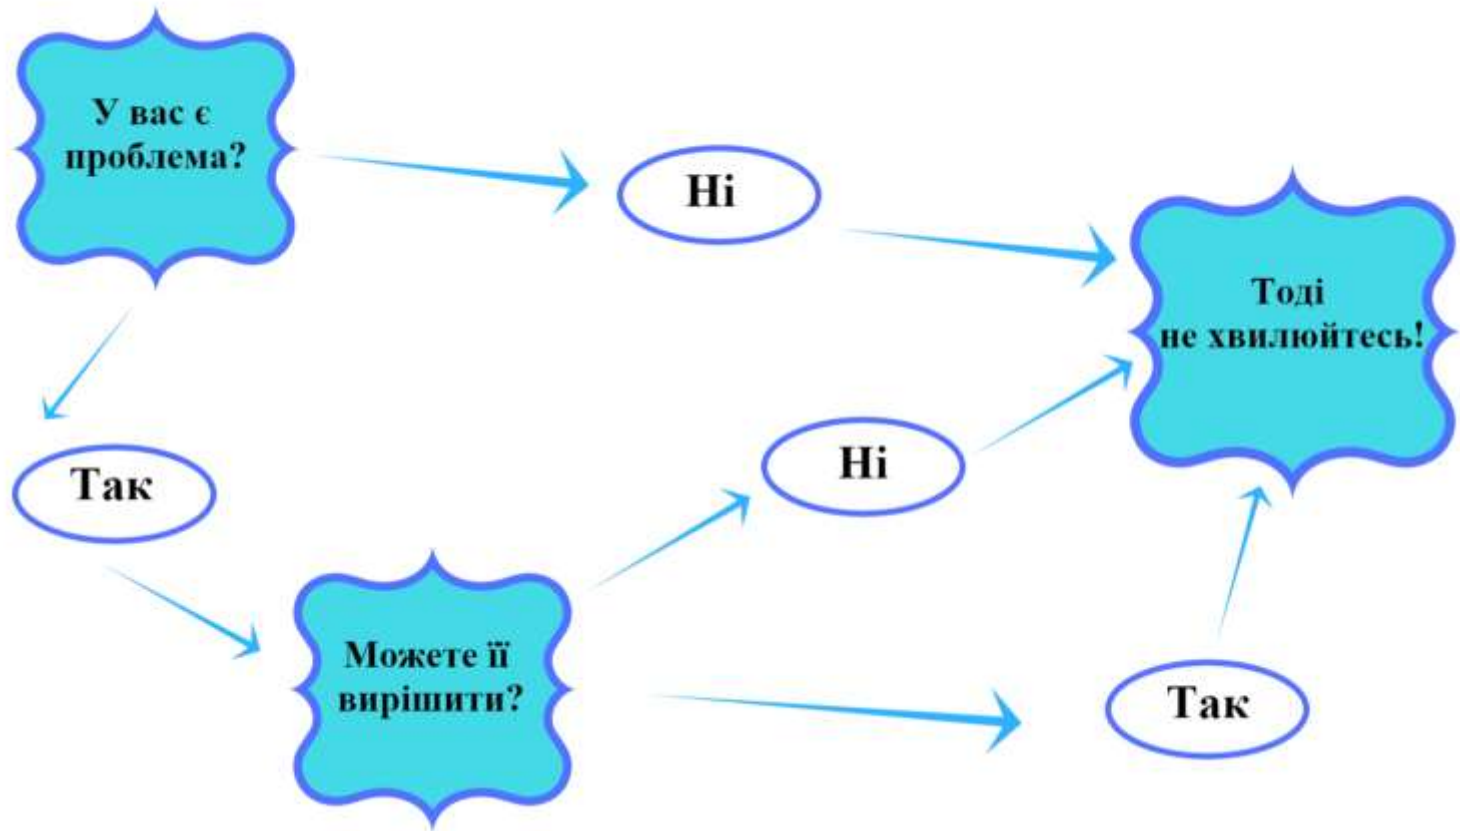 У вас є
проблема?
Ні
Тоді
не хвилюйтесь!
Так
Ні
Можете її
вирішити?
Так